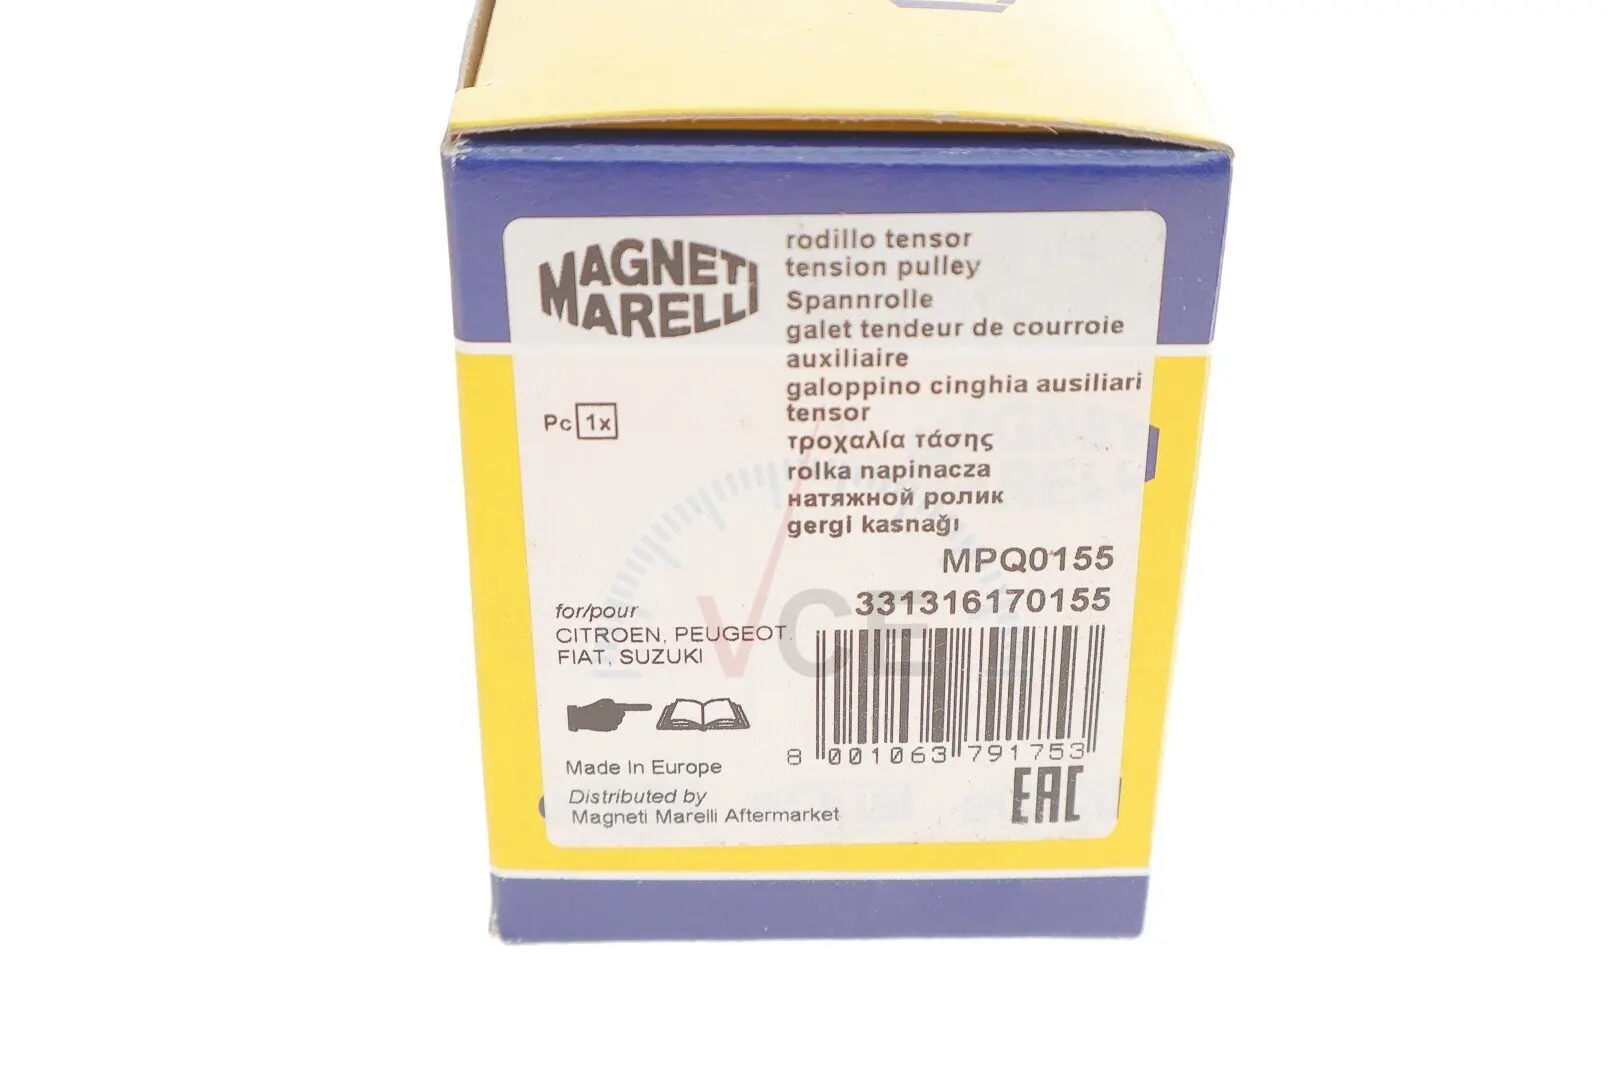 MAGNETI
MARELLI
rodillo tensor
tension pulley
Spannrolle
galet tendeur de courroie
auxiliaire
galoppino cinghia ausiliari
tensor
τροχαλία τάσης
rolka napinacza
натяжной ролик
gergi kasnağı
Pc 1x
MPQ0155
331316170155
for/pour
CITROEN, PEUGEOT,
FIAT, SUZUKI
VCE
8 001063 791753
Made In Europe
Distributed by
Magneti Marelli Aftermarket
EAC